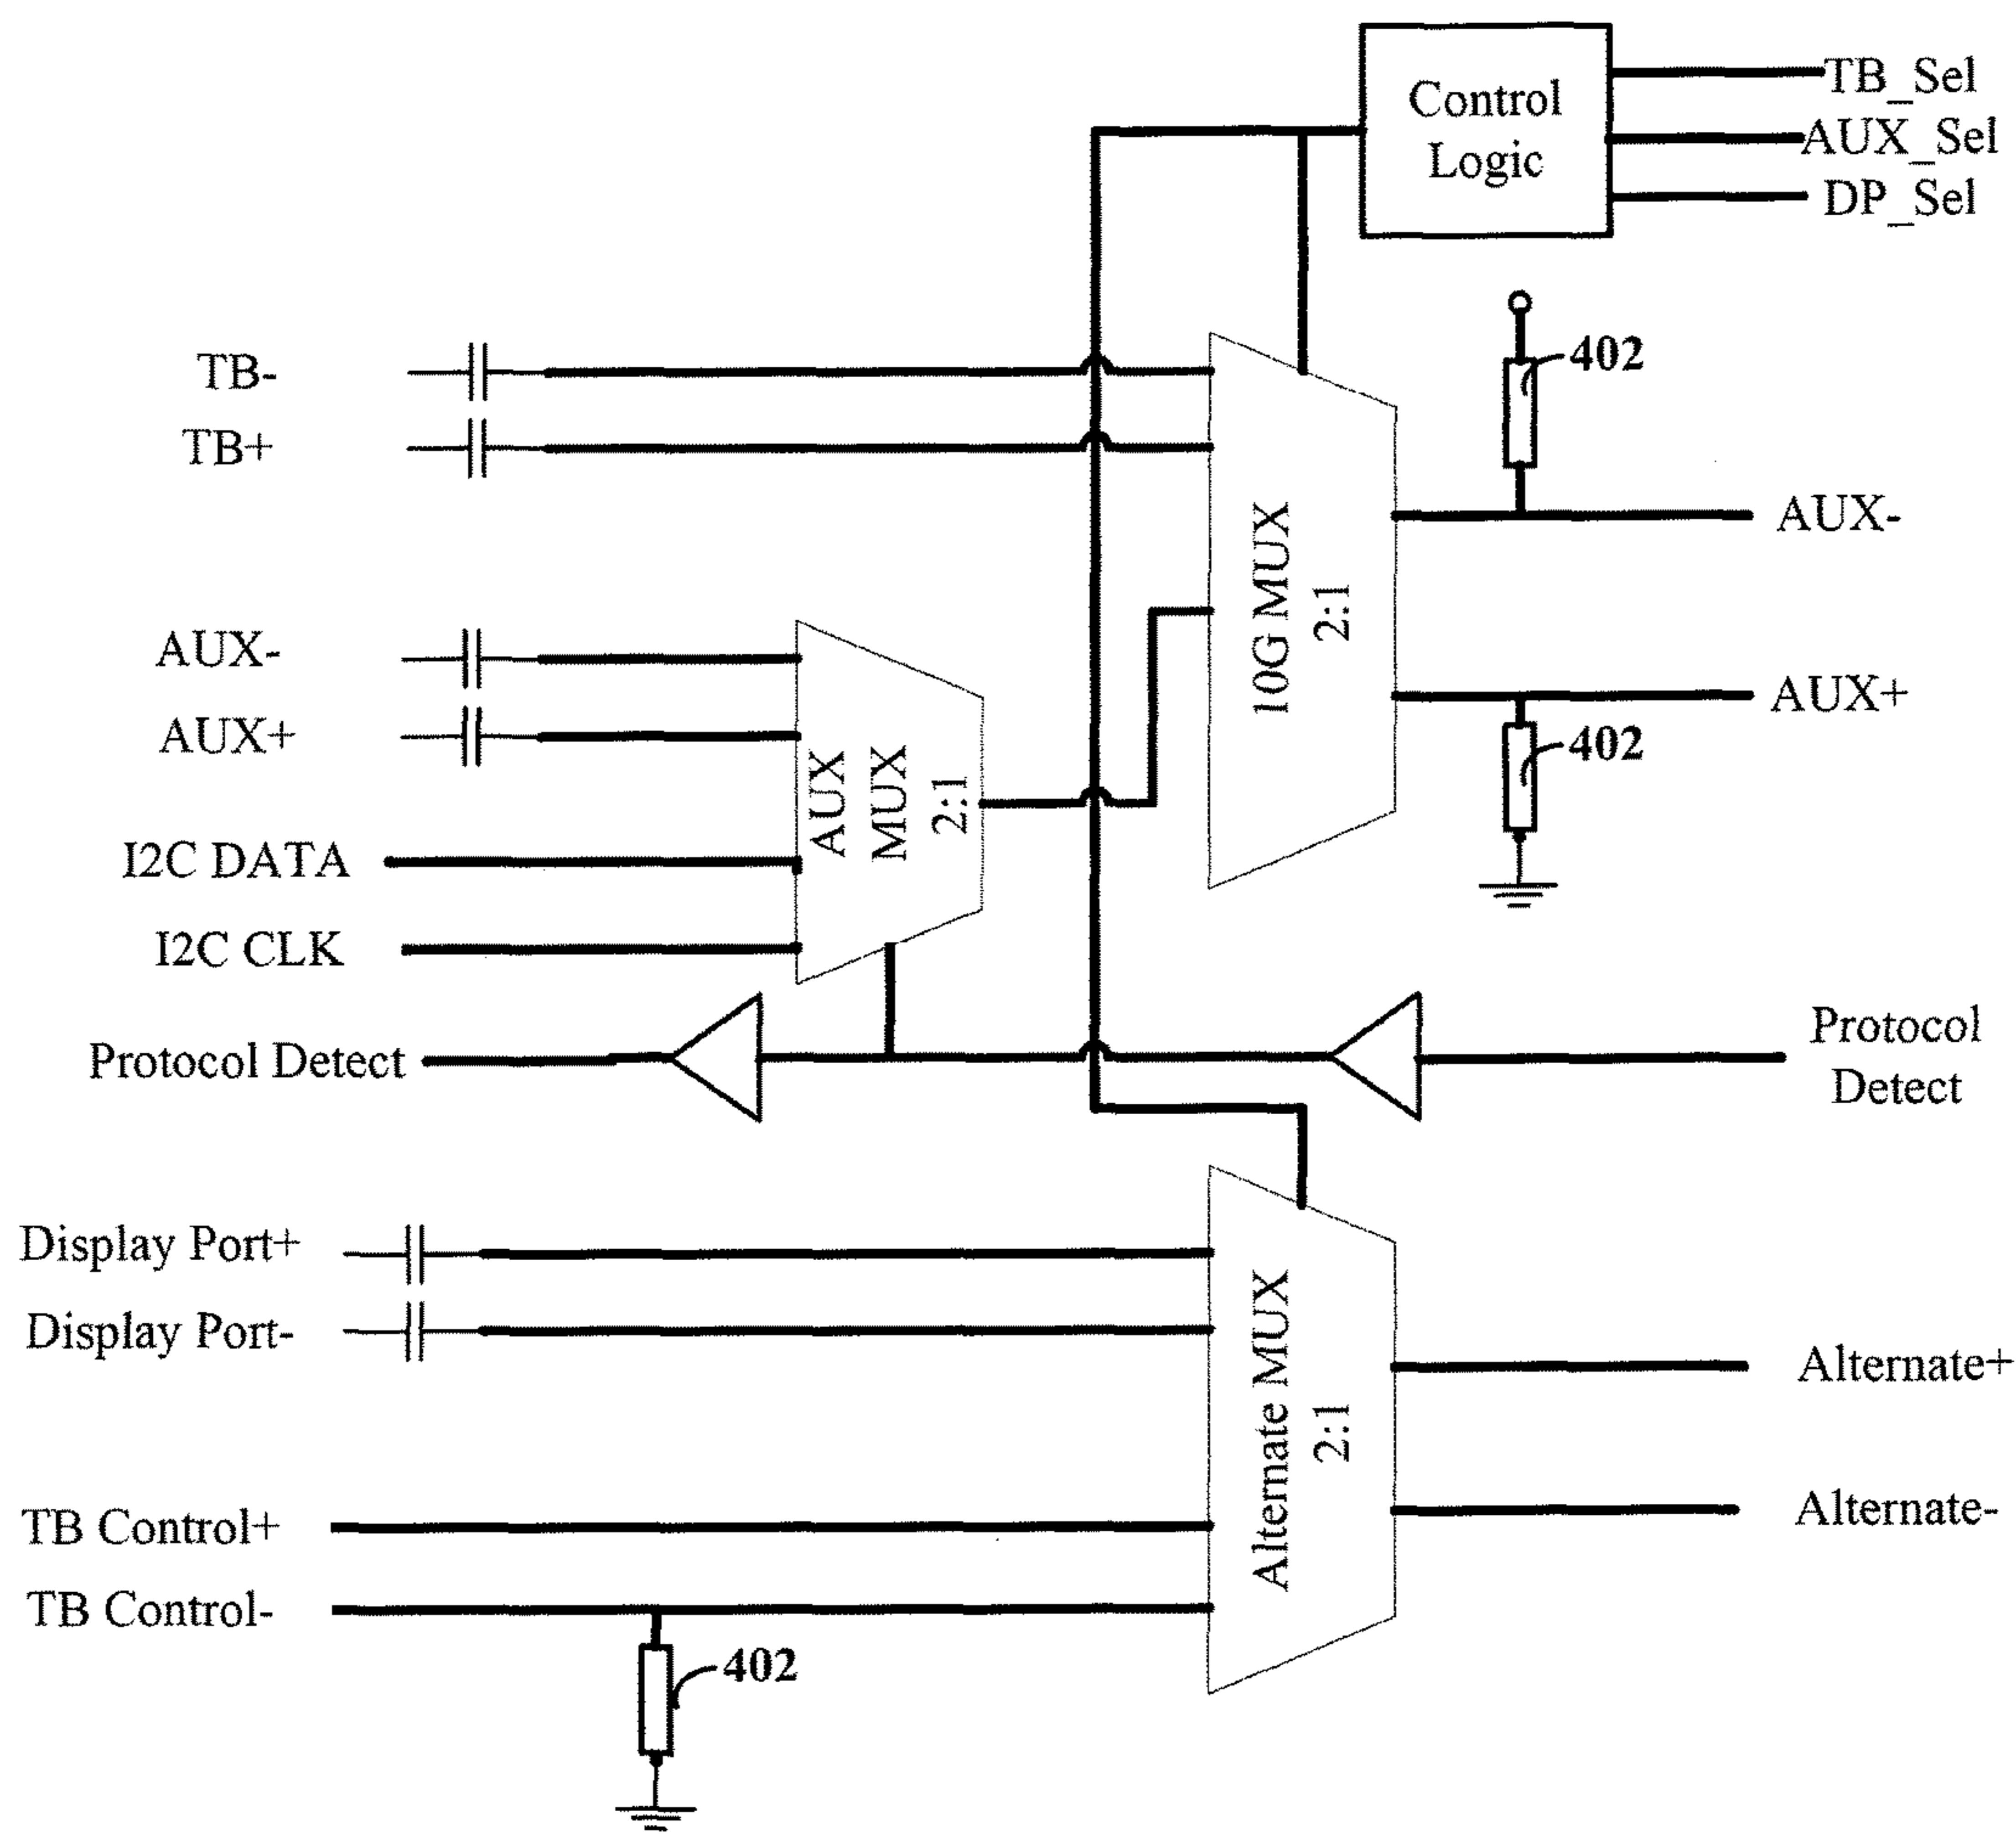 Control
Logic
TB_Sel
AUX_Sel
DP_Sel
TB-
TB+
402
10G MUX
2:1
AUX-
AUX+
402
AUX-
AUX+
I2C DATA
I2C CLK
AUX
MUX
2:1
Protocol Detect
Protocol
Detect
Display Port+
Display Port-
TB Control+
TB Control-
402
Alternate MUX
2:1
Alternate+
Alternate-